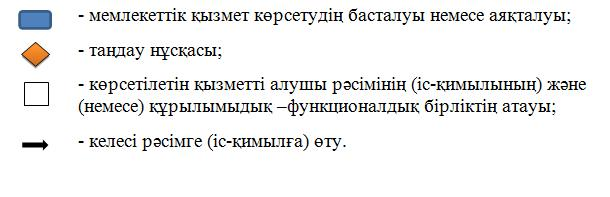 - мемлекеттік қызмет көрсетудің басталуы немесе аяқталуы;
- таңдау нұсқасы;
- көрсетілетін қызметті алушы рәсімінің (іс-қимылының) және
(немесе) құрылымыдық –функционалдық бірліктің атауы;
- келесі рәсімге (іс-қимылға) өту.